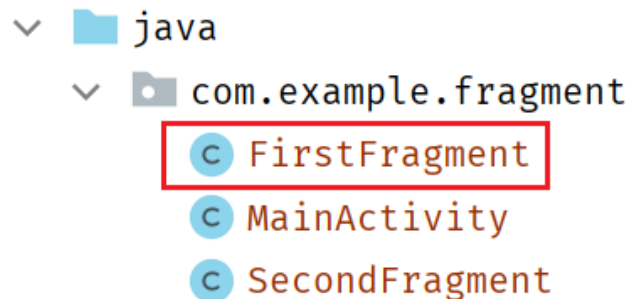 java
com.example.fragment
C FirstFragment
C MainActivity
C SecondFragment